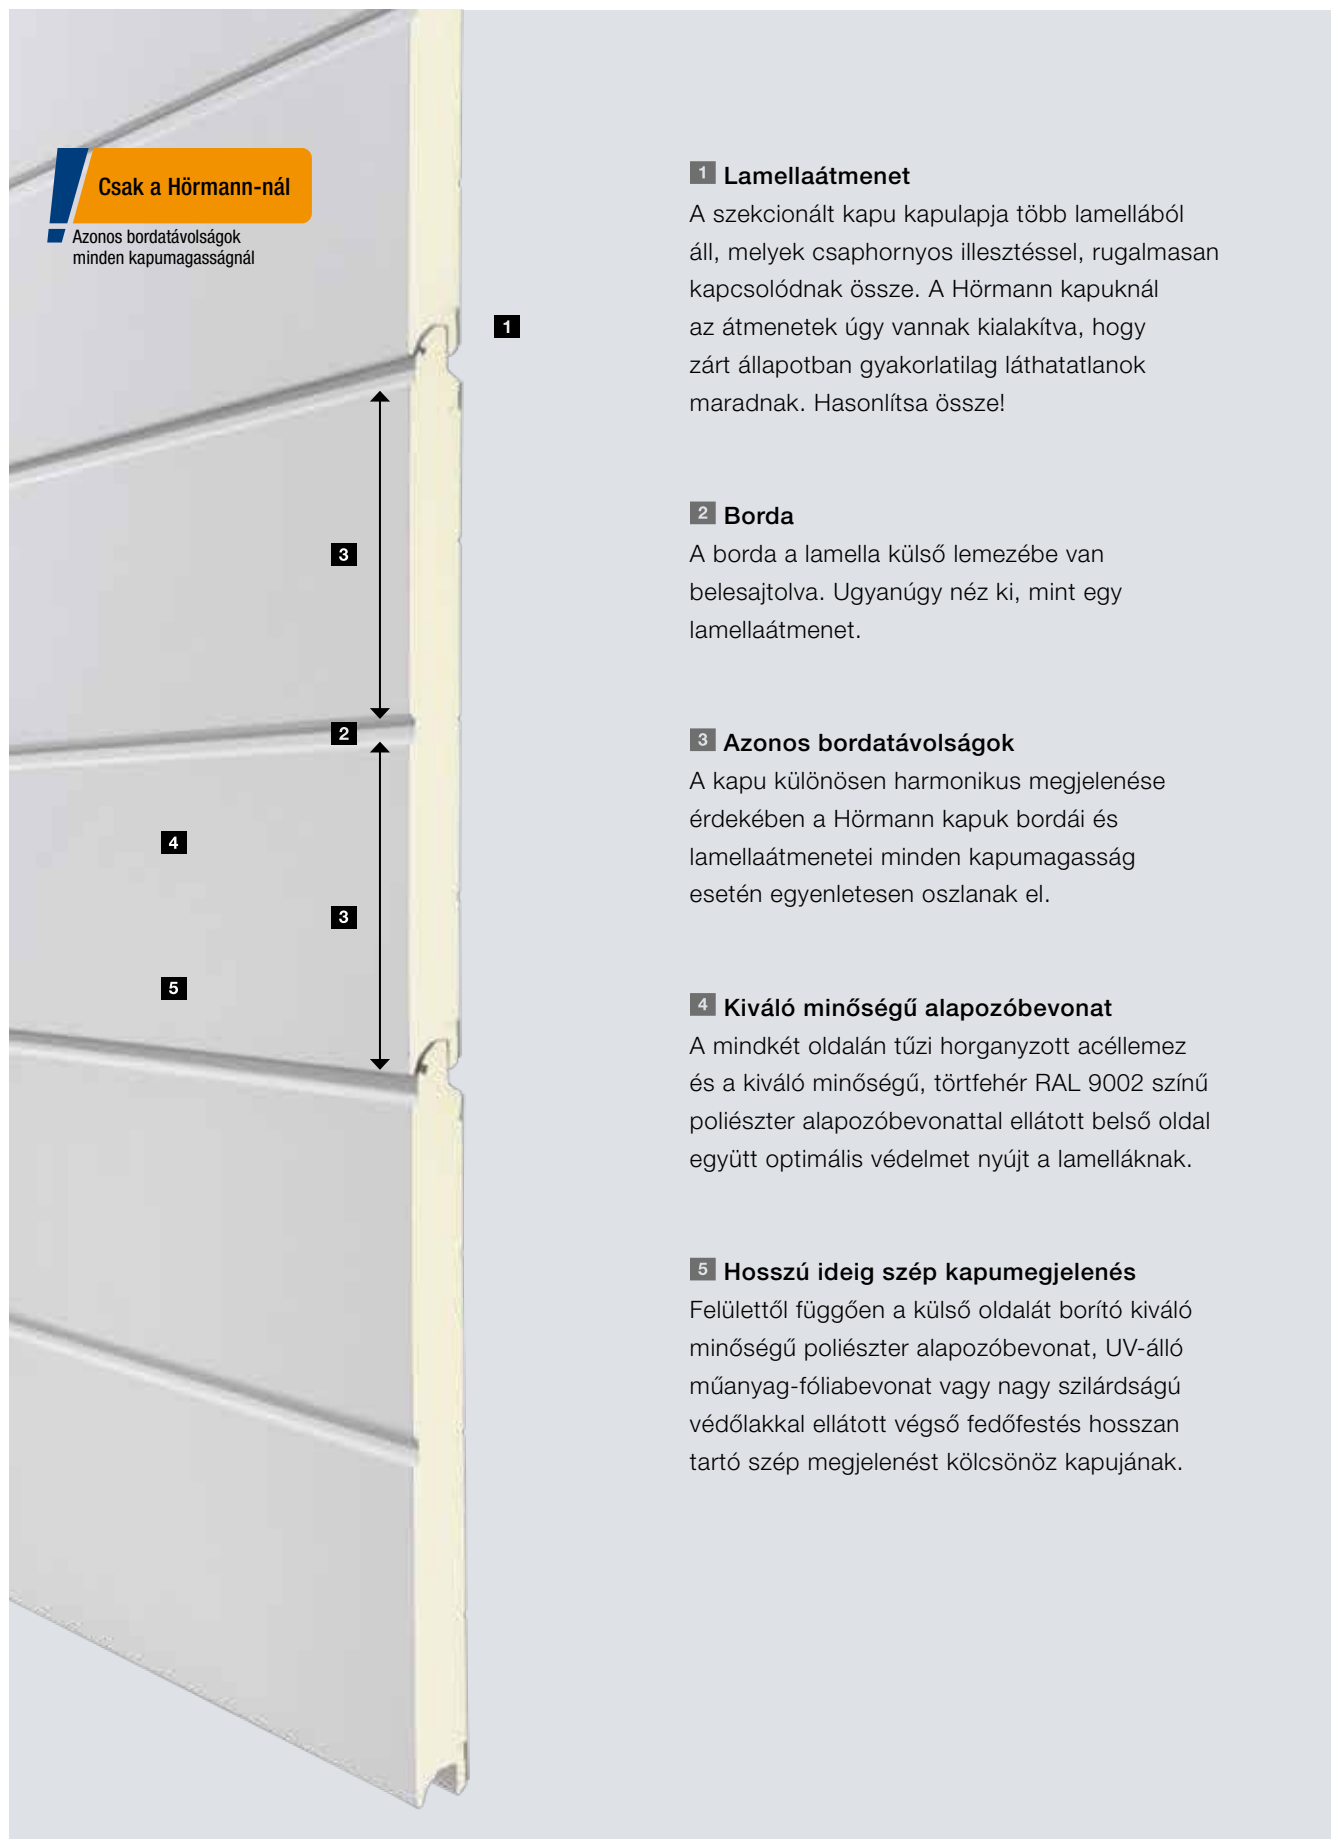 Csak a Hörmann-nál
Azonos bordatávolságok
minden kapumagasságnál
1
3
2
4
3
5
1 Lamellaátmenet
A szekcionált kapu kapulapja több lamellából
áll, melyek csaphornyos illesztéssel, rugalmasan
kapcsolódnak össze. A Hörmann kapuknál
az átmenetek úgy vannak kialakítva, hogy
zárt állapotban gyakorlatilag láthatatlanok
maradnak. Hasonlítsa össze!
2 Borda
A borda a lamella külső lemezébe van
belesajtolva. Ugyanúgy néz ki, mint egy
lamellaátmenet.
3 Azonos bordatávolságok
A kapu különösen harmonikus megjelenése
érdekében a Hörmann kapuk bordái és
lamellaátmenetei minden kapumagasság
esetén egyenletesen oszlanak el.
4 Kiváló minőségű alapozóbevonat
A mindkét oldalán tűzi horganyzott acéllemez
és a kiváló minőségű, törtfehér RAL 9002 színű
poliészter alapozóbevonattal ellátott belső oldal
együtt optimális védelmet nyújt a lamelláknak.
5 Hosszú ideig szép kapumegjelenés
Felülettől függően a külső oldalát borító kiváló
minőségű poliészter alapozóbevonat, UV-álló
műanyag-fóliabevonat vagy nagy szilárdságú
védőlakkal ellátott végső fedőfestés hosszan
tartó szép megjelenést kölcsönöz kapujának.